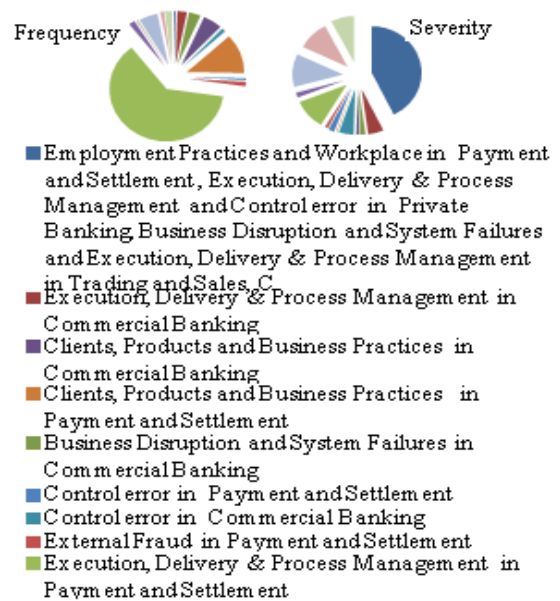 Frequency
Severity
Employment Practices and Workplace in Payment
and Settlement, Execution, Delivery & Process
Management and Control error in Private
Banking, Business Disruption and System Failures
and Execution, Delivery & Process Management
in Trading and Sales, C
Execution, Delivery & Process Management in
Commercial Banking
Clients, Products and Business Practices in
Commercial Banking
Clients, Products and Business Practices in
Payment and Settlement
Business Disruption and System Failures in
Commercial Banking
Control error in Payment and Settlement
Control error in Commercial Banking
External Fraud in Payment and Settlement
Execution, Delivery & Process Management in
Payment and Settlement